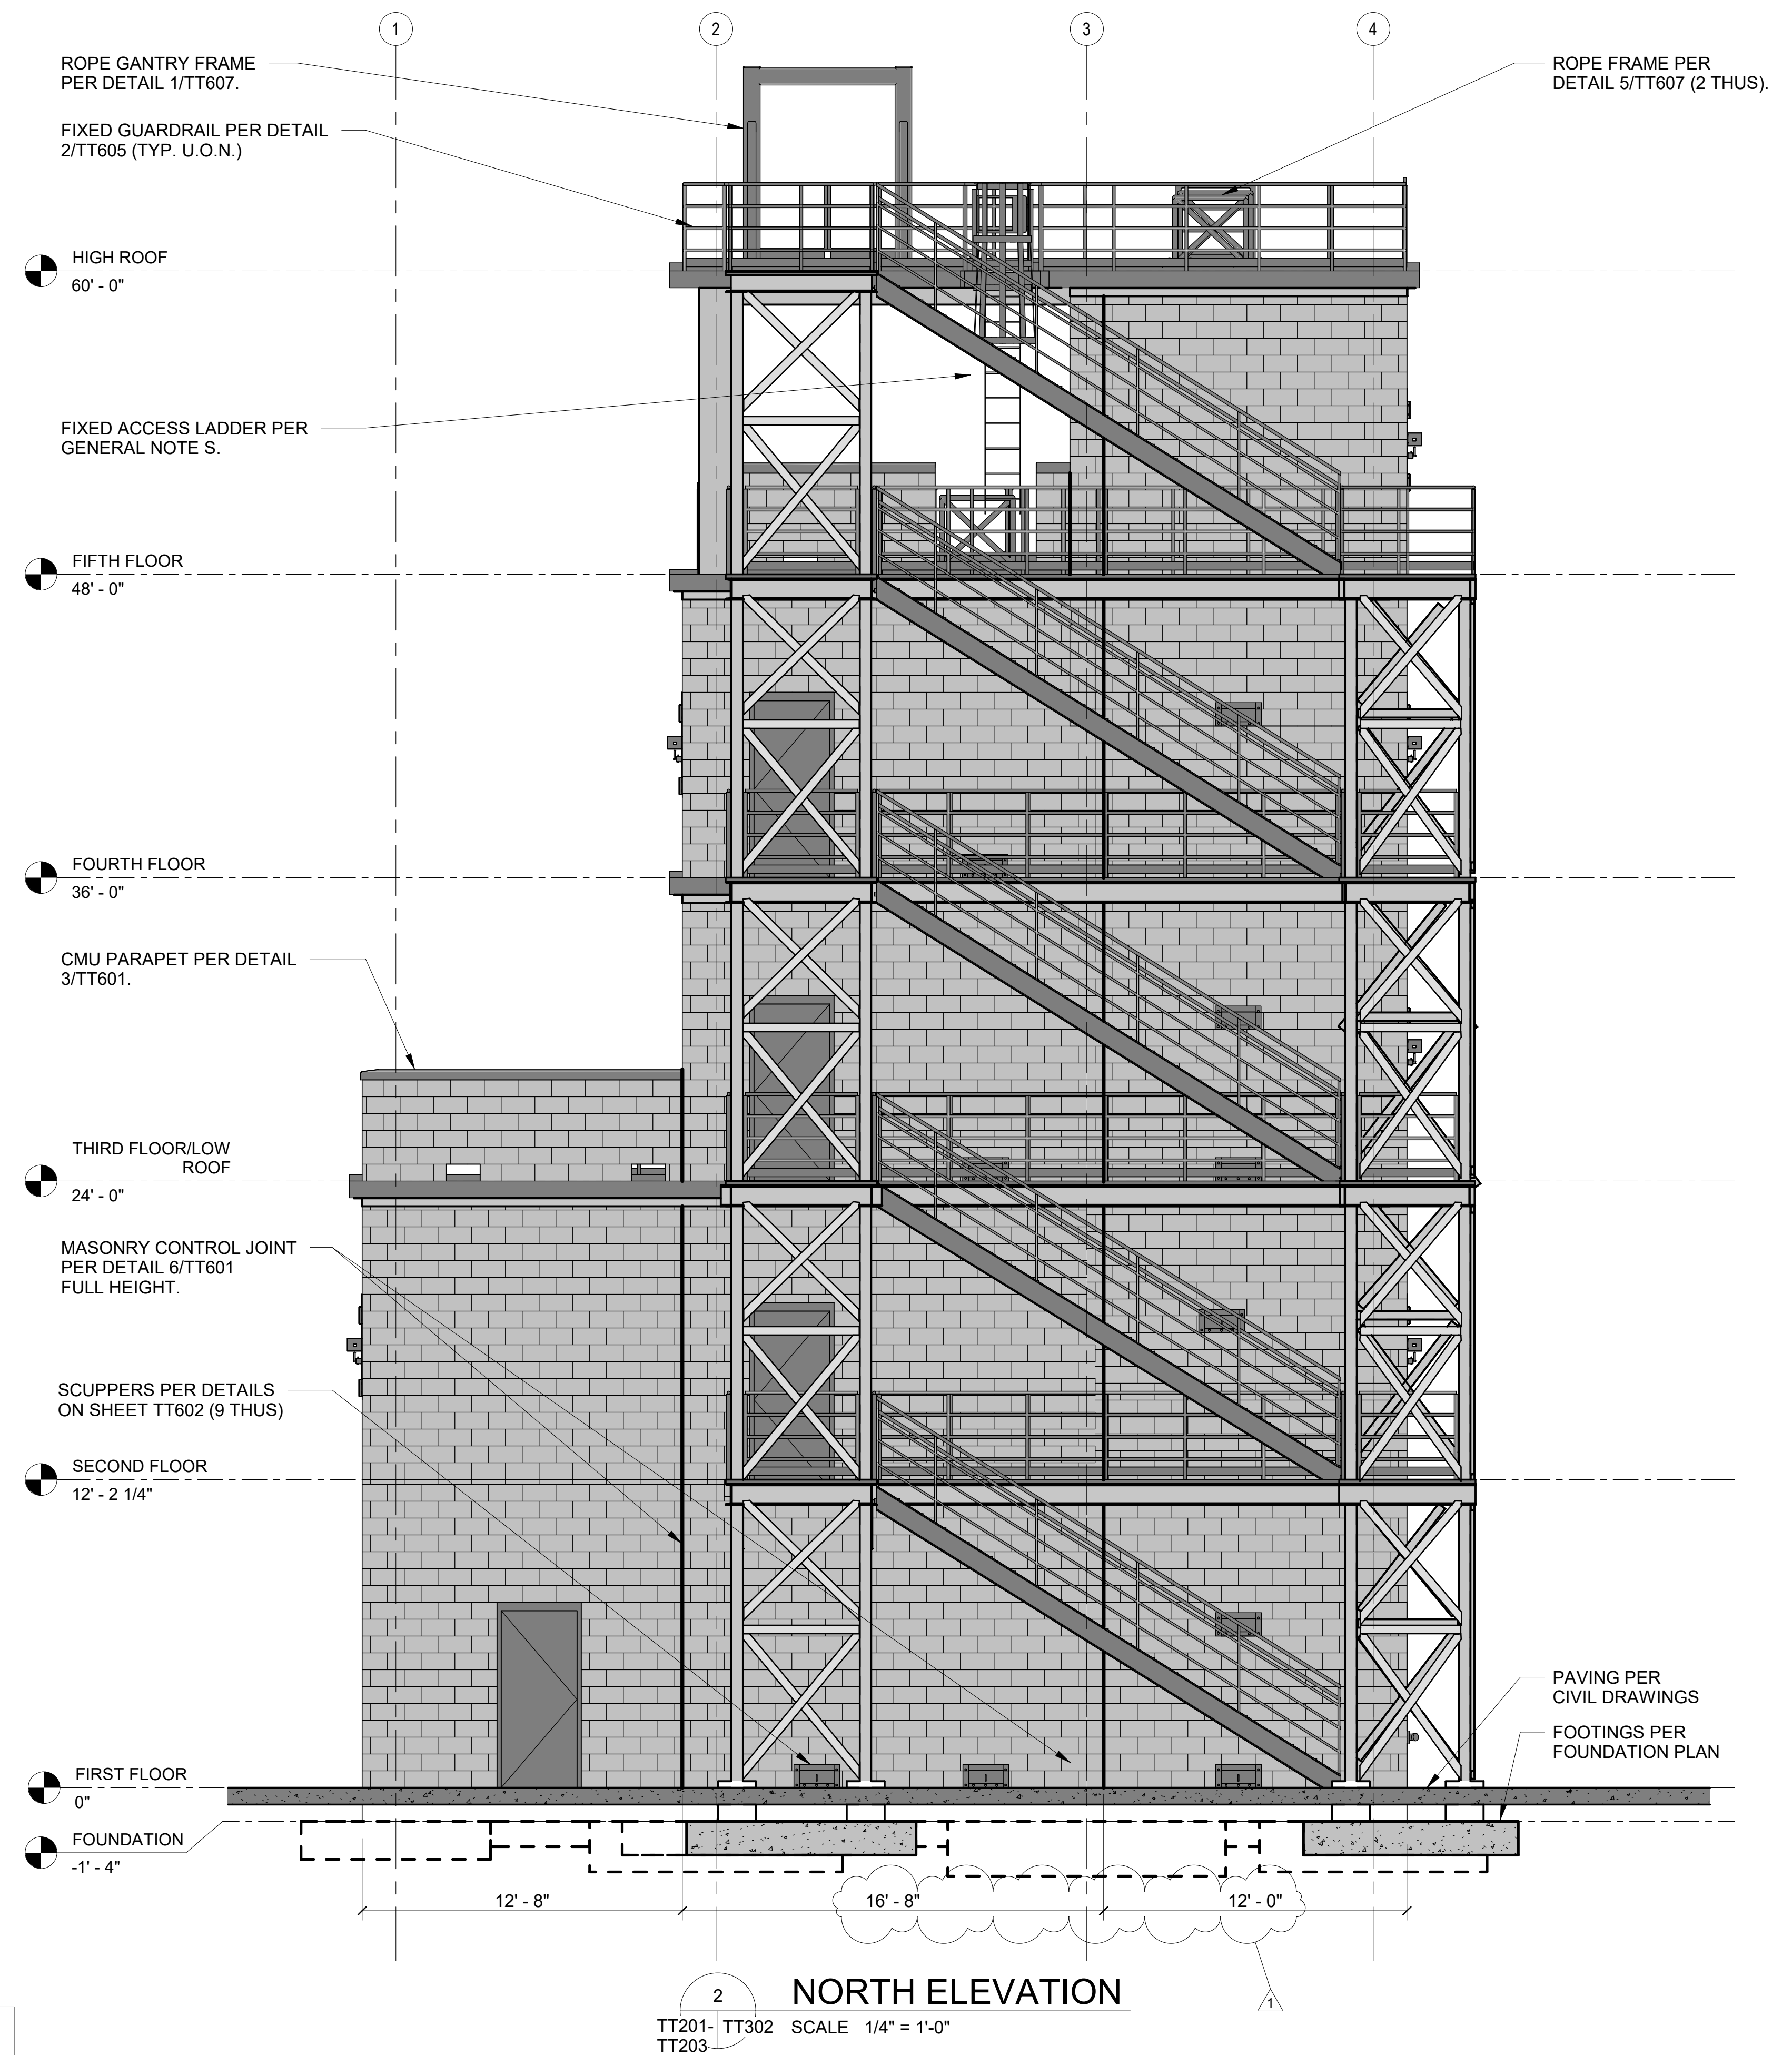 1
2
3
4
ROPE GANTRY FRAME
PER DETAIL 1/TT607.
ROPE FRAME PER
DETAIL 5/TT607 (2 THUS).
FIXED GUARDRAIL PER DETAIL
2/TT605 (TYP. U.O.N.)
HIGH ROOF
60' - 0"
FIXED ACCESS LADDER PER
GENERAL NOTE S.
FIFTH FLOOR
48' - 0"
FOURTH FLOOR
36' - 0"
CMU PARAPET PER DETAIL
3/TT601.
THIRD FLOOR/LOW
ROOF
24' - 0"
MASONRY CONTROL JOINT
PER DETAIL 6/TT601
FULL HEIGHT.
SCUPPERS PER DETAILS
ON SHEET TT602 (9 THUS)
SECOND FLOOR
12' - 2 1/4"
PAVING PER
CIVIL DRAWINGS
FOOTINGS PER
FOUNDATION PLAN
FIRST FLOOR
0"
FOUNDATION
-1' - 4"
12' - 8"
16' - 8"
12' - 0"
1
2
NORTH ELEVATION
TT201-
TT203
TT302
SCALE 1/4" = 1'-0"